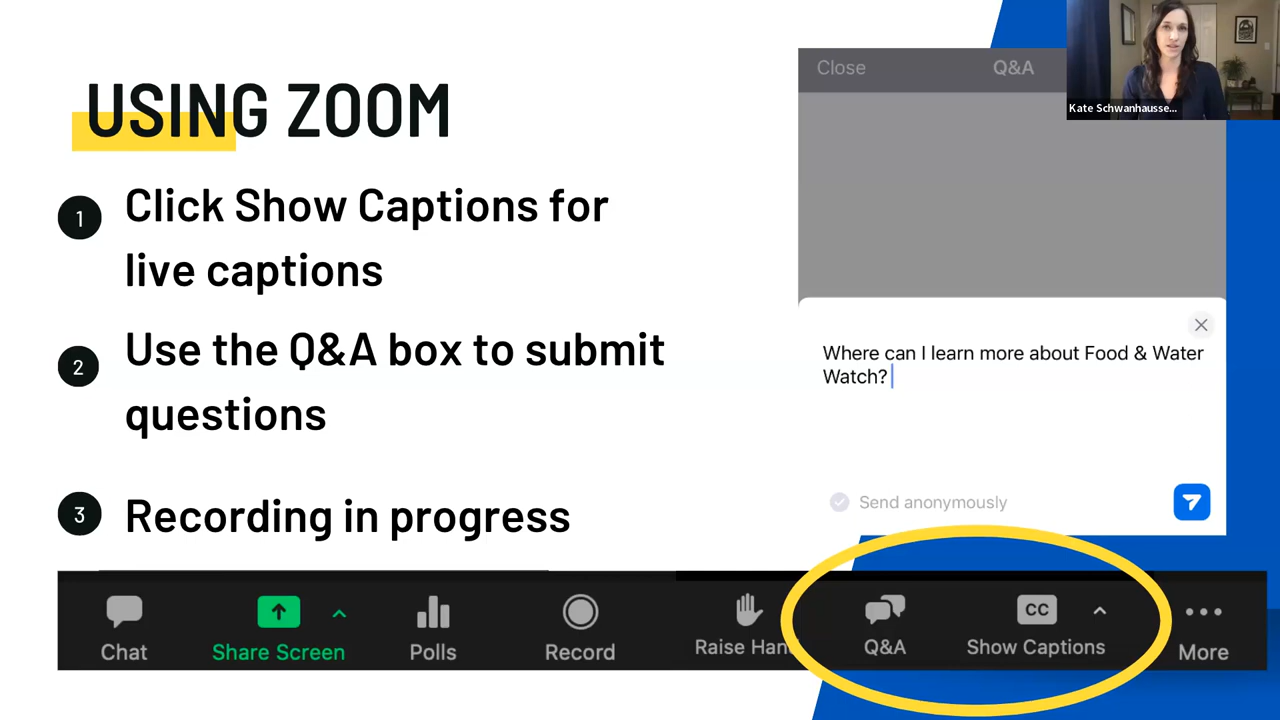 USING ZOOM
1
Click Show Captions for
live captions
2
Use the Q&A box to submit
questions
3
Recording in progress
Close
Q&A
Kate Schwanhausse...
Where can I learn more about Food & Water
Watch?
Send anonymously
Chat
Share Screen
Polls
Record
Raise Han
Q&A
CC
Show Captions
More